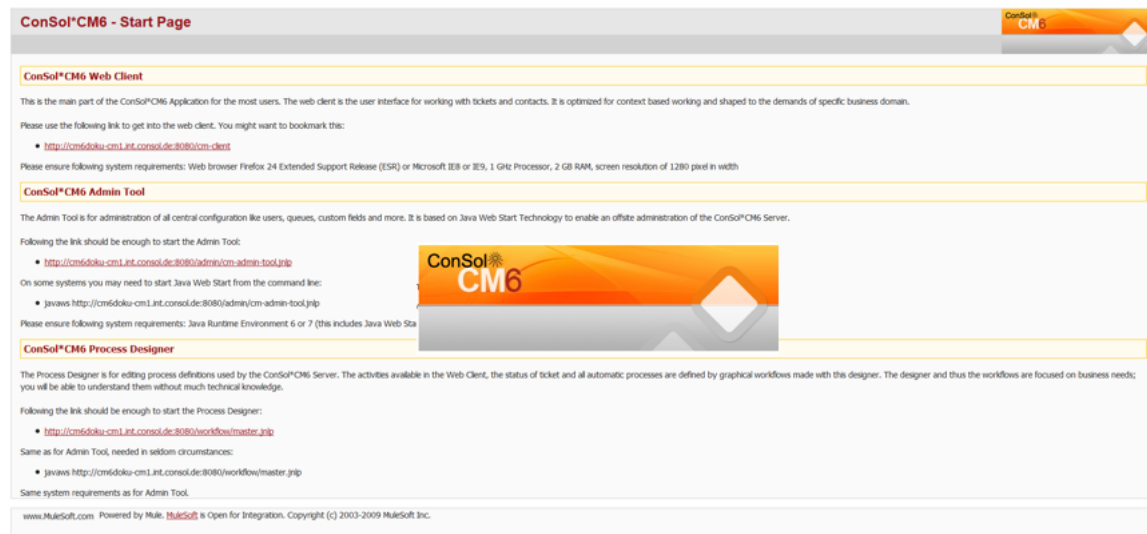 ConSol*CM6 - Start Page
ConSol CM6
ConSol*CM6 Web Client
This is the main part of the ConSol*CM6 Application for the most users. The web client is the user interface for working with tickets and contacts. It is optimized for context based working and shaped to the demands of specific business domain.
Please use the following link to get into the web client. You might want to bookmark this:
• http://cm6doku-cm1.int.consol.de:8080/cm-client
Please ensure following system requirements: Web browser Firefox 24 Extended Support Release (ESR) or Microsoft IE8 or IE9, 1 GHz Processor, 2 GB RAM, screen resolution of 1280 pixel in width
ConSol*CM6 Admin Tool
The Admin Tool is for administration of all central configuration like users, queues, custom fields and more. It is based on Java Web Start Technology to enable an offsite administration of the ConSol*CM6 Server.
Following the link should be enough to start the Admin Tool:
• http://cm6doku-cm1.int.consol.de:8080/admin/cm-admin-tool.jnlp
On some systems you may need to start Java Web Start from the command line:
• javaws http://cm6doku-cm1.int.consol.de:8080/admin/cm-admin-tool.jnlp
Please ensure following system requirements: Java Runtime Environment 6 or 7 (this includes Java Web Sta
ConSol
CM6
ConSol*CM6 Process Designer
The Process Designer is for editing process definitions used by the ConSol*CM6 Server. The activities available in the Web Client, the status of ticket and all automatic processes are defined by graphical workflows made with this designer. The designer and thus the workflows are focused on business needs;
you will be able to understand them without much technical knowledge.
Following the link should be enough to start the Process Designer:
• http://cm6doku-cm1.int.consol.de:8080/workflow/master.jnlp
Same as for Admin Tool, needed in seldom circumstances:
• javaws http://cm6doku-cm1.int.consol.de:8080/workflow/master.jnlp
Same system requirements as for Admin Tool.
www.MuleSoft.com Powered by Mule. MuleSoft is Open for Integration. Copyright (c) 2003-2009 MuleSoft Inc.